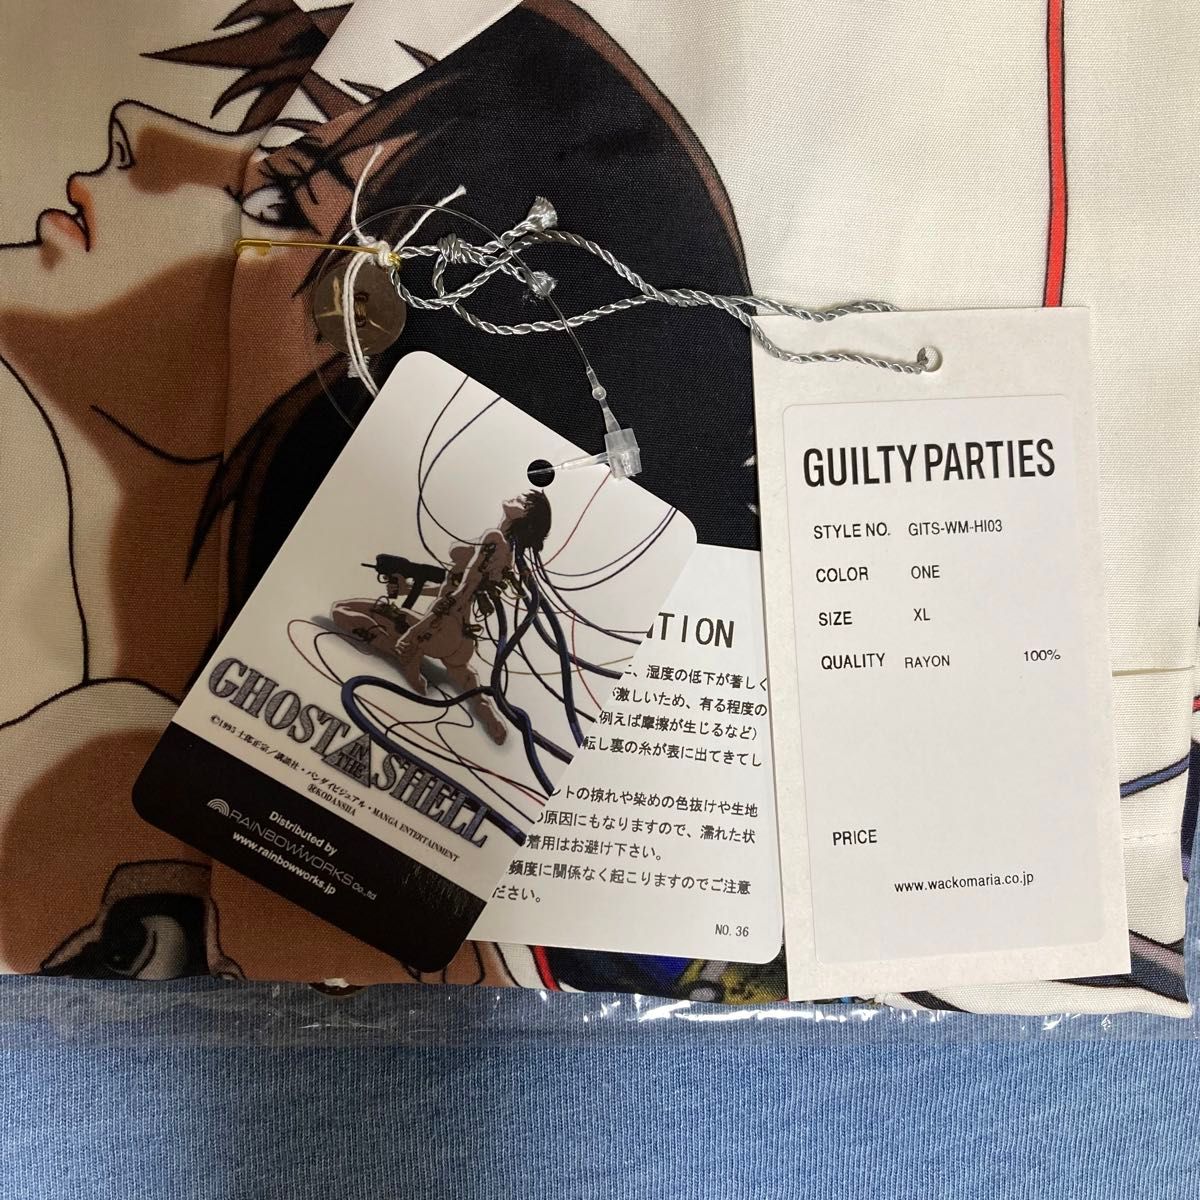 GHOST
IN
THE
SHELL
©1995 士郎正宗／講談社・バンダイビジュアル・MANGA ENTERTAINMENT
ⓇKODANSHA
Distributed by
RAINBOWWORKS Co.,Ltd
www.rainbowworks.jp
TION
に、湿度の低下が著しく
が激しいため、有る程度の
例えば摩擦が生じるなど)
転し裏の糸が表に出てきてし
ントの掠れや染めの色抜けや生地
の原因にもなりますので、濡れた状
着用はお避け下さい。
頻度に関係なく起こりますのでご注意
ださい。
NO. 36
GUILTY PARTIES
STYLE NO. GITS-WM-HI03
COLOR ONE
SIZE XL
QUALITY RAYON 100%
PRICE
www.wackomaria.co.jp